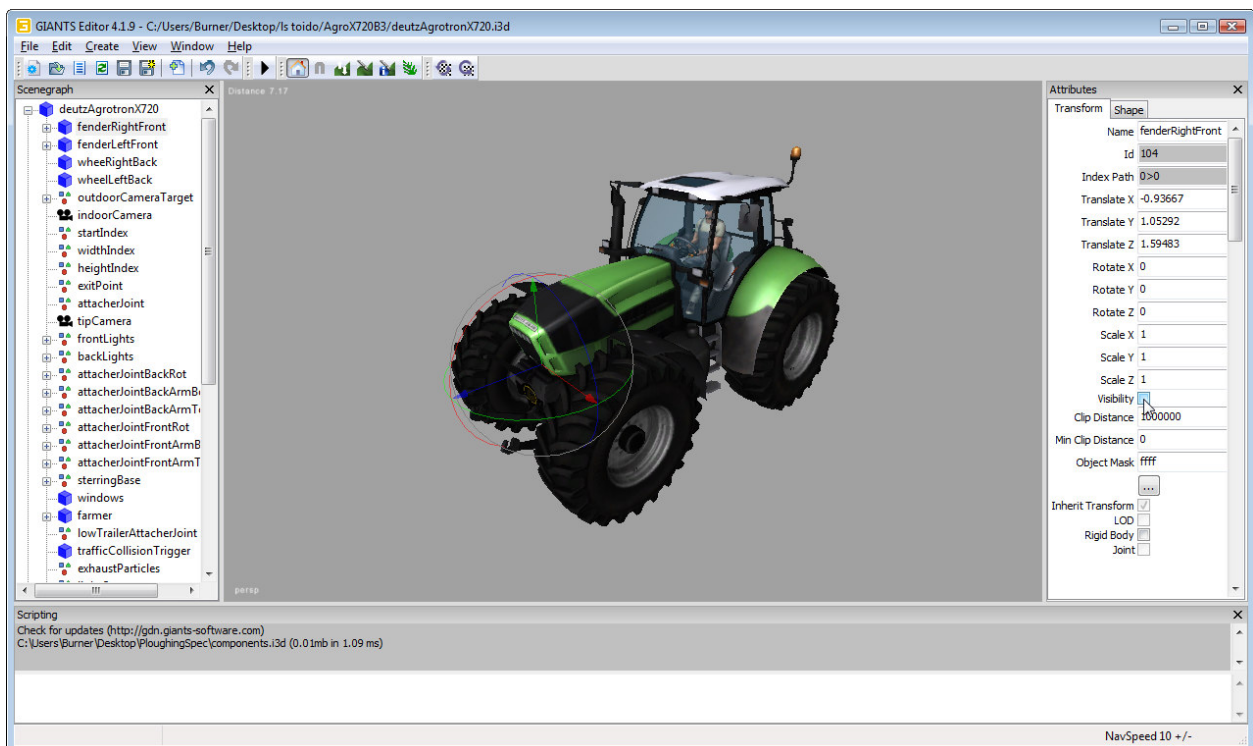 GIANTS Editor 4.1.9 - C:/Users/Burner/Desktop/ls toido/AgroX720B3/deutzAgrotronX720.i3d
File Edit Create View Window Help
Scenegraph
deutzAgrotronX720
fenderRightFront
fenderLeftFront
wheeRightBack
wheelLeftBack
outdoorCameraTarget
indoorCamera
startIndex
widthIndex
heightIndex
exitPoint
attacherJoint
tipCamera
frontLights
backLights
attacherJointBackRot
attacherJointBackArmB
attacherJointBackArmT
attacherJointFrontRot
attacherJointFrontArmB
attacherJointFrontArmT
sterringBase
windows
farmer
lowTrailerAttacherJoint
trafficCollisionTrigger
exhaustParticles
Distance 7.17
persp
Attributes
Transform Shape
Name fenderRightFront
Id 104
Index Path 0>0
Translate X -0.93667
Translate Y 1.05292
Translate Z 1.59483
Rotate X 0
Rotate Y 0
Rotate Z 0
Scale X 1
Scale Y 1
Scale Z 1
Visibility
Clip Distance 1000000
Min Clip Distance 0
Object Mask ffff
...
Inherit Transform
LOD
Rigid Body
Joint
Scripting
Check for updates (http://gdn.giants-software.com)
C:\Users\Burner\Desktop\PloughingSpec\components.i3d (0.01mb in 1.09 ms)
NavSpeed 10 +/-